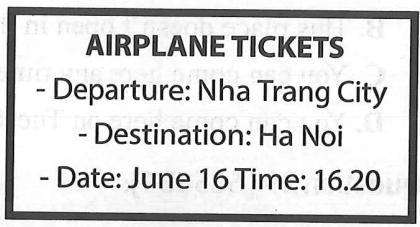 AIRPLANE TICKETS
- Departure: Nha Trang City
- Destination: Ha Noi
- Date: June 16 Time: 16.20